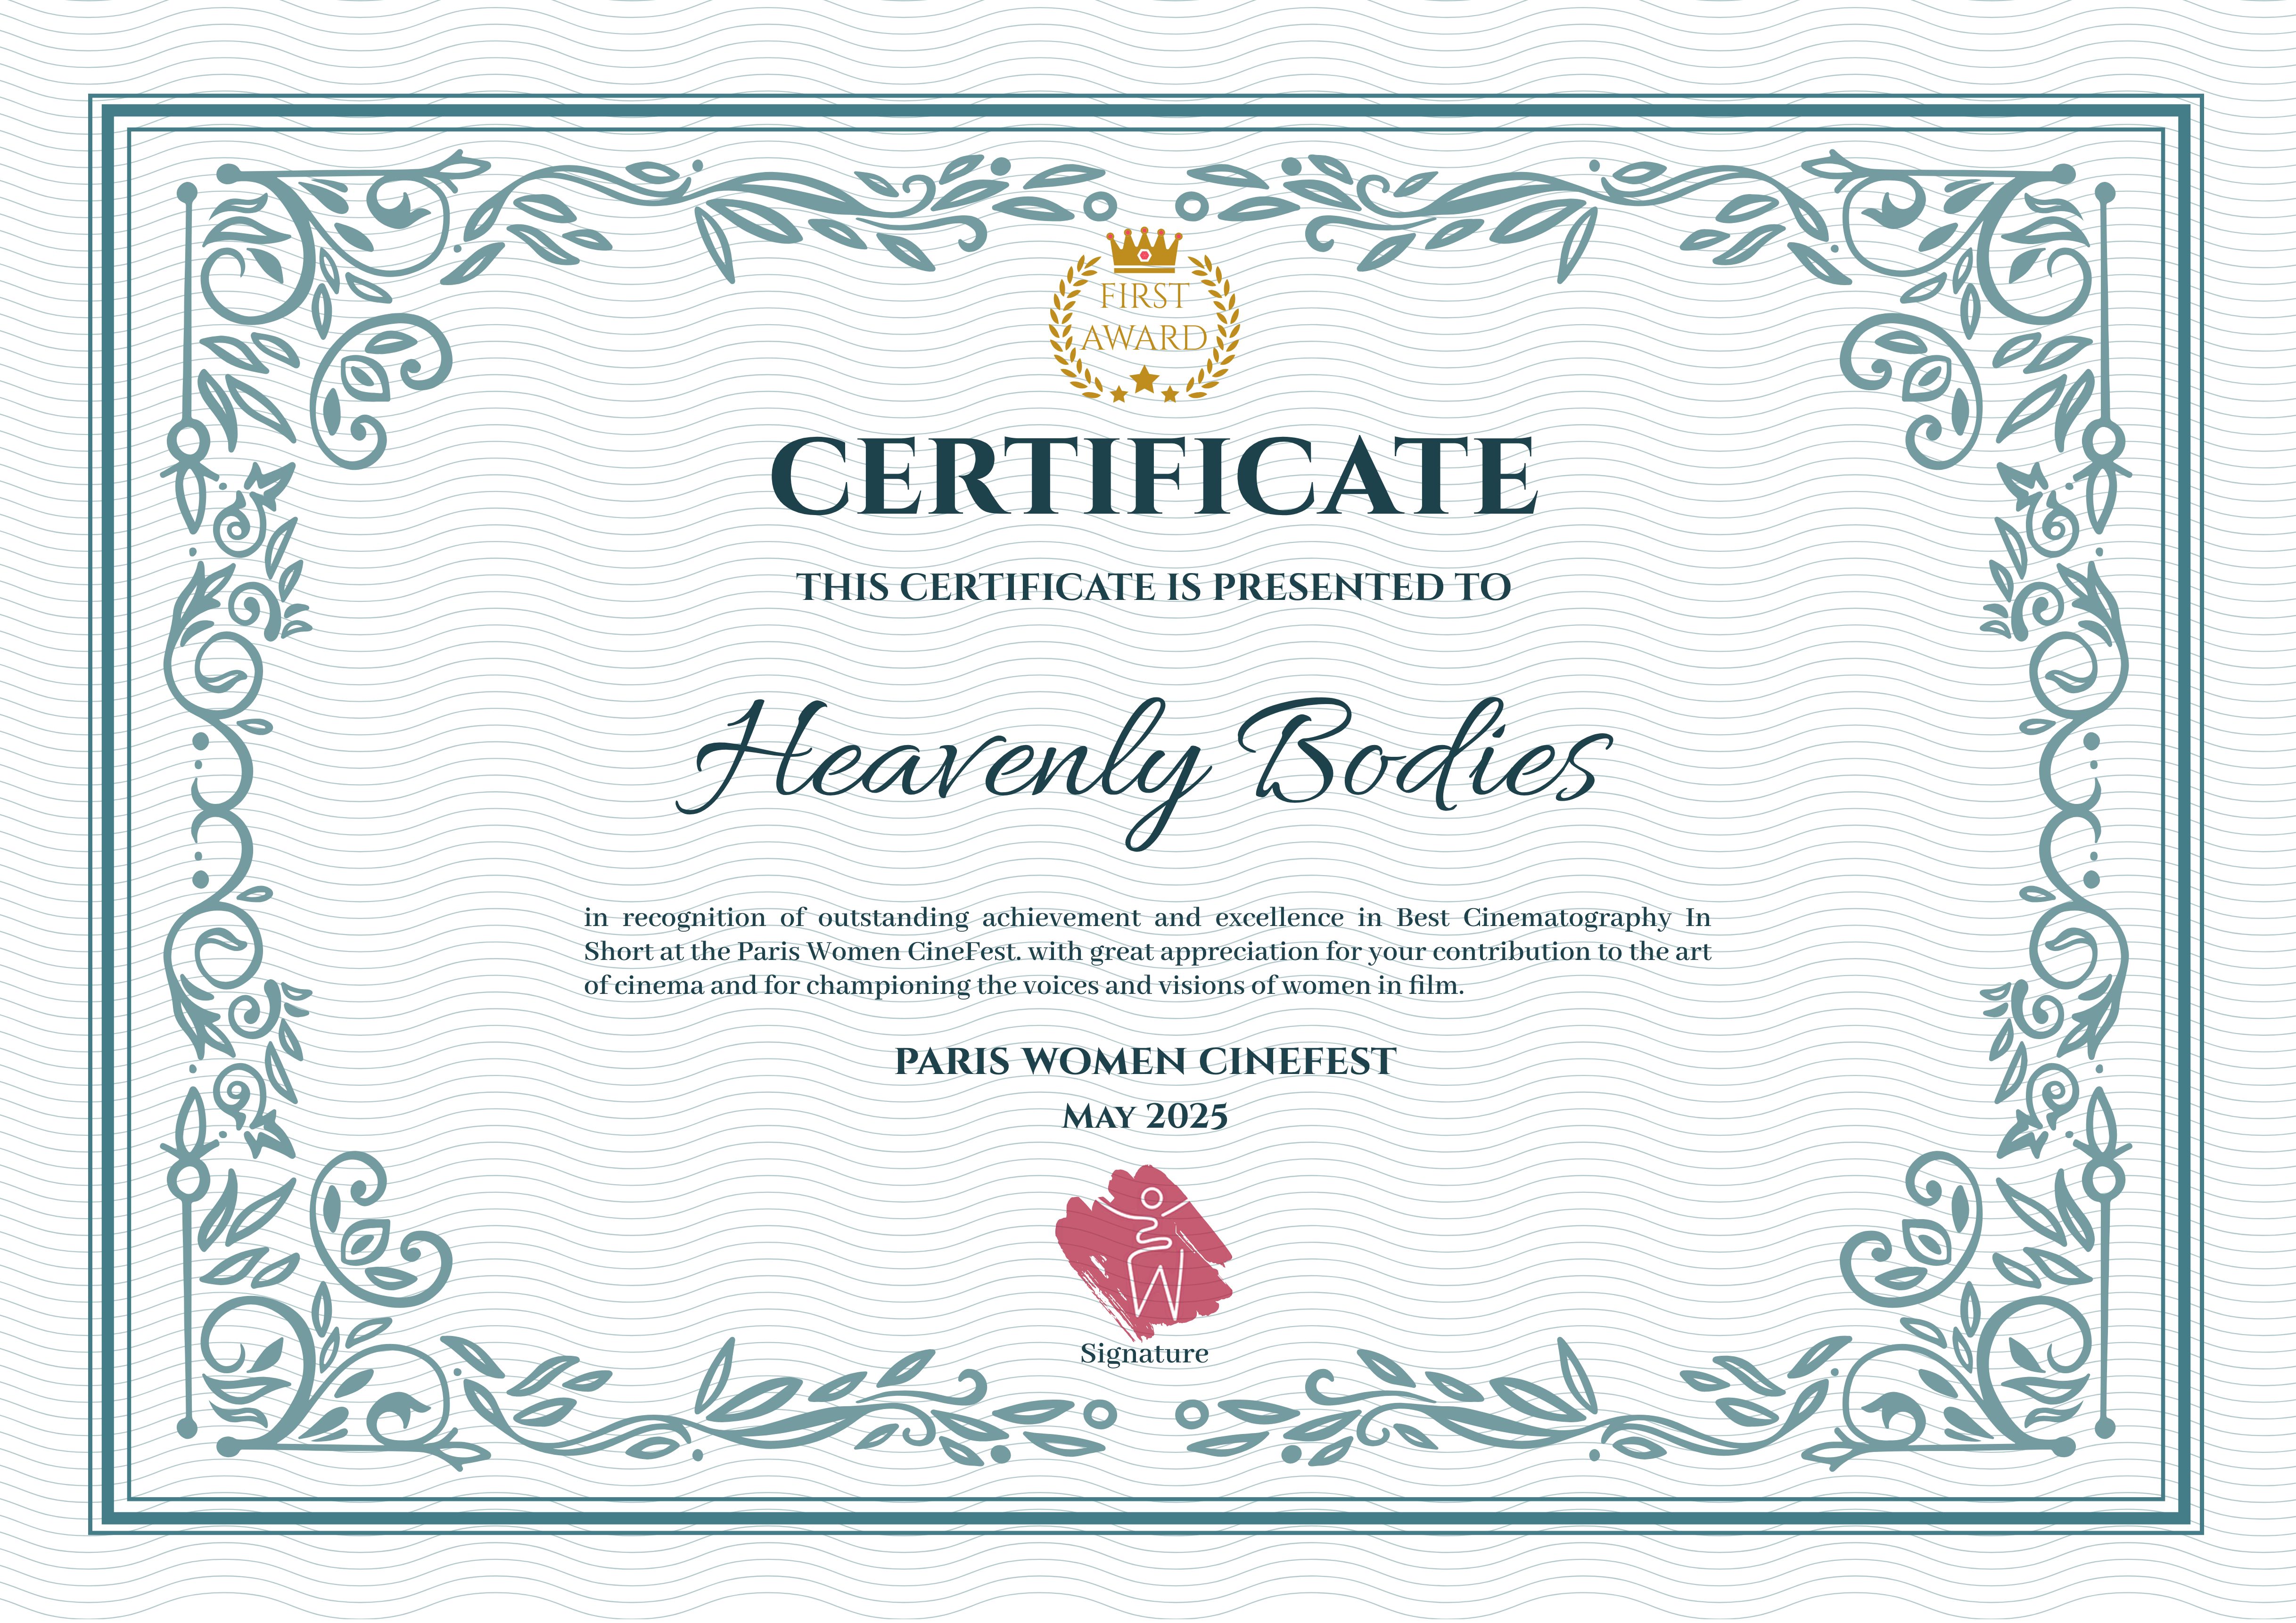 FIRST
AWARD
CERTIFICATE
THIS CERTIFICATE IS PRESENTED TO
Heavenly Bodies
in recognition of outstanding achievement and excellence in Best Cinematography In
Short at the Paris Women CineFest. with great appreciation for your contribution to the art
of cinema and for championing the voices and visions of women in film.
PARIS WOMEN CINEFEST
MAY 2025
Signature